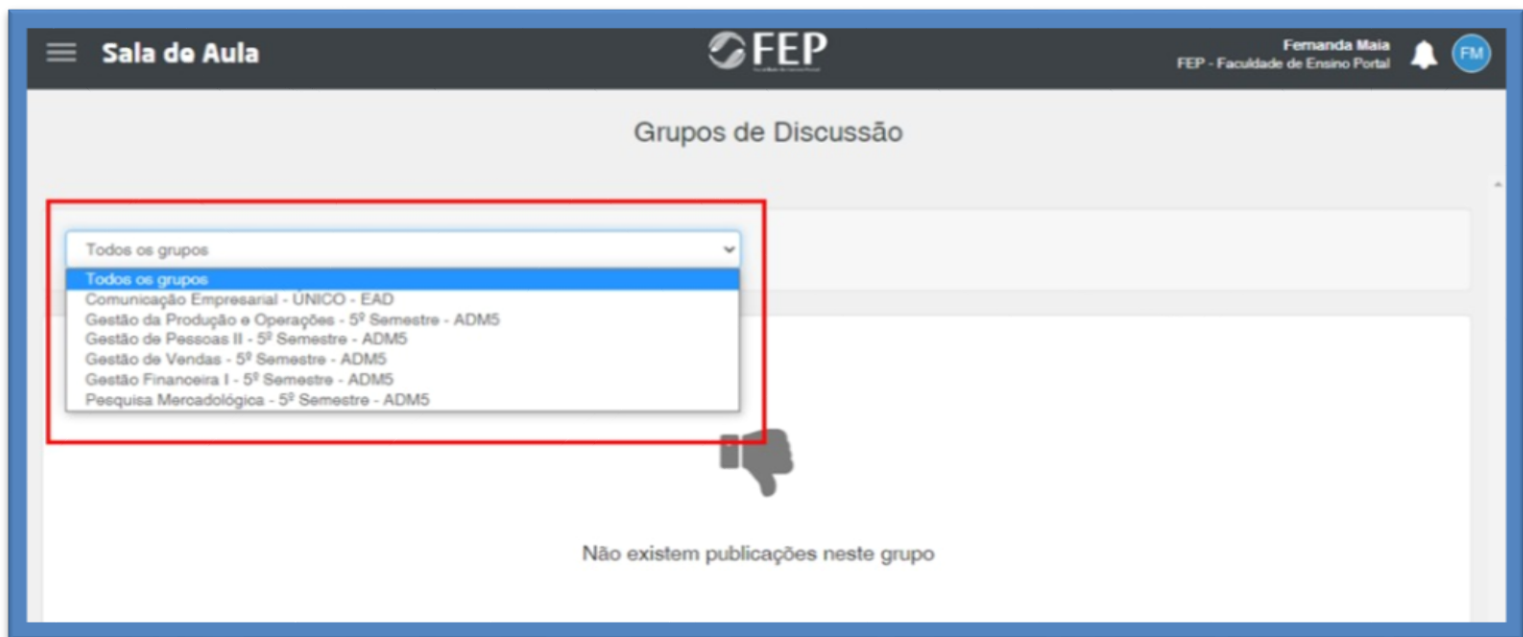 Sala de Aula
FEP
Fernanda Maia
FEP - Faculdade de Ensino Portal
FM
Grupos de Discussão
Todos os grupos
Todos os grupos
Comunicação Empresarial - ÚNICO - EAD
Gestão da Produção e Operações - 5º Semestre - ADM5
Gestão de Pessoas II - 5º Semestre - ADM5
Gestão de Vendas - 5º Semestre - ADM5
Gestão Financeira I - 5º Semestre - ADM5
Pesquisa Mercadológica - 5º Semestre - ADM5
Não existem publicações neste grupo